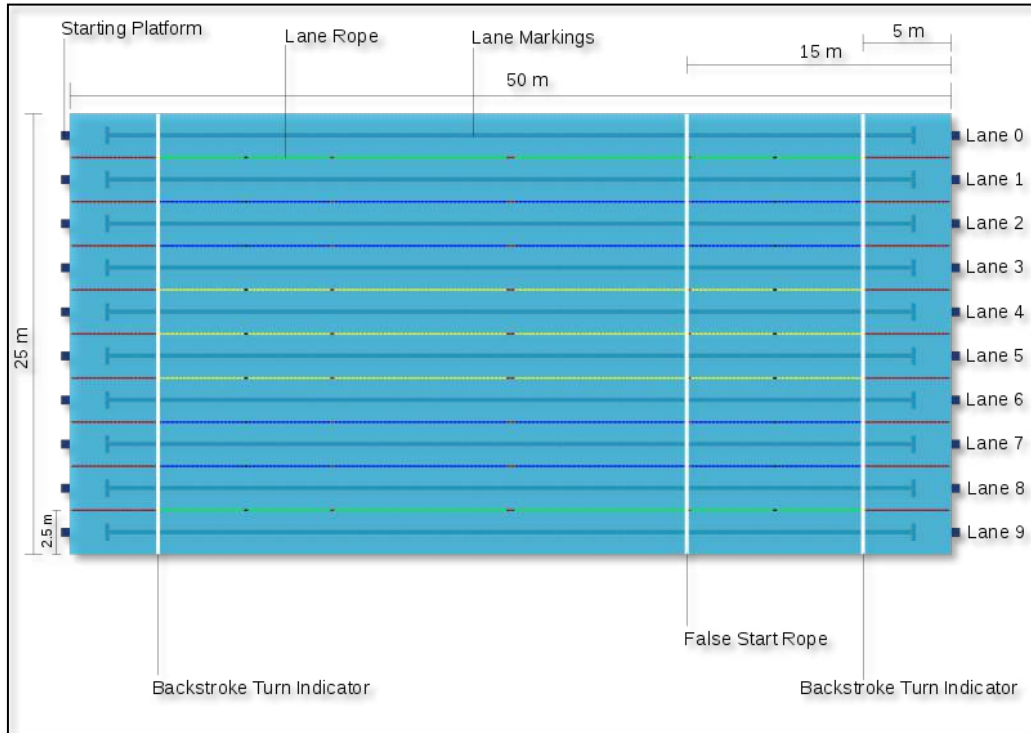 Starting Platform
Lane Rope
Lane Markings
5 m
15 m
50 m
Lane 0
Lane 1
Lane 2
Lane 3
Lane 4
Lane 5
Lane 6
Lane 7
Lane 8
Lane 9
25 m
2.5 m
False Start Rope
Backstroke Turn Indicator
Backstroke Turn Indicator